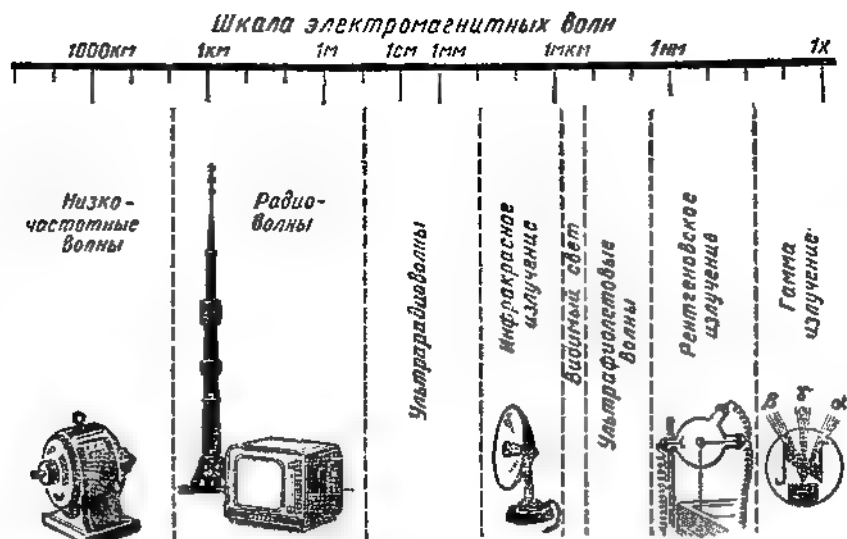 Шкала электромагнитных волн
1000км 1км 1м 1см 1мм 1мкм 1нм 1Х
Низко-
частотные
волны
Радио-
волны
Ультрарадиоволны
Инфракрасное
излучение
Видимый свет
Ультрафиолетовые
волны
Рентгеновское
излучение
Гамма
излучение
β γ α